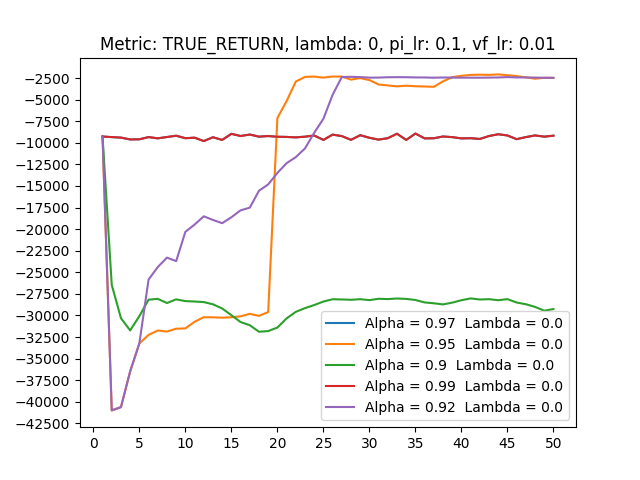 Metric: TRUE_RETURN, lambda: 0, pi_lr: 0.1, vf_lr: 0.01
−2500
−5000
−7500
−10000
−12500
−15000
−17500
−20000
−22500
−25000
−27500
−30000
−32500
−35000
−37500
−40000
−42500
Alpha = 0.97  Lambda = 0.0
Alpha = 0.95  Lambda = 0.0
Alpha = 0.9  Lambda = 0.0
Alpha = 0.99  Lambda = 0.0
Alpha = 0.92  Lambda = 0.0
0 5 10 15 20 25 30 35 40 45 50